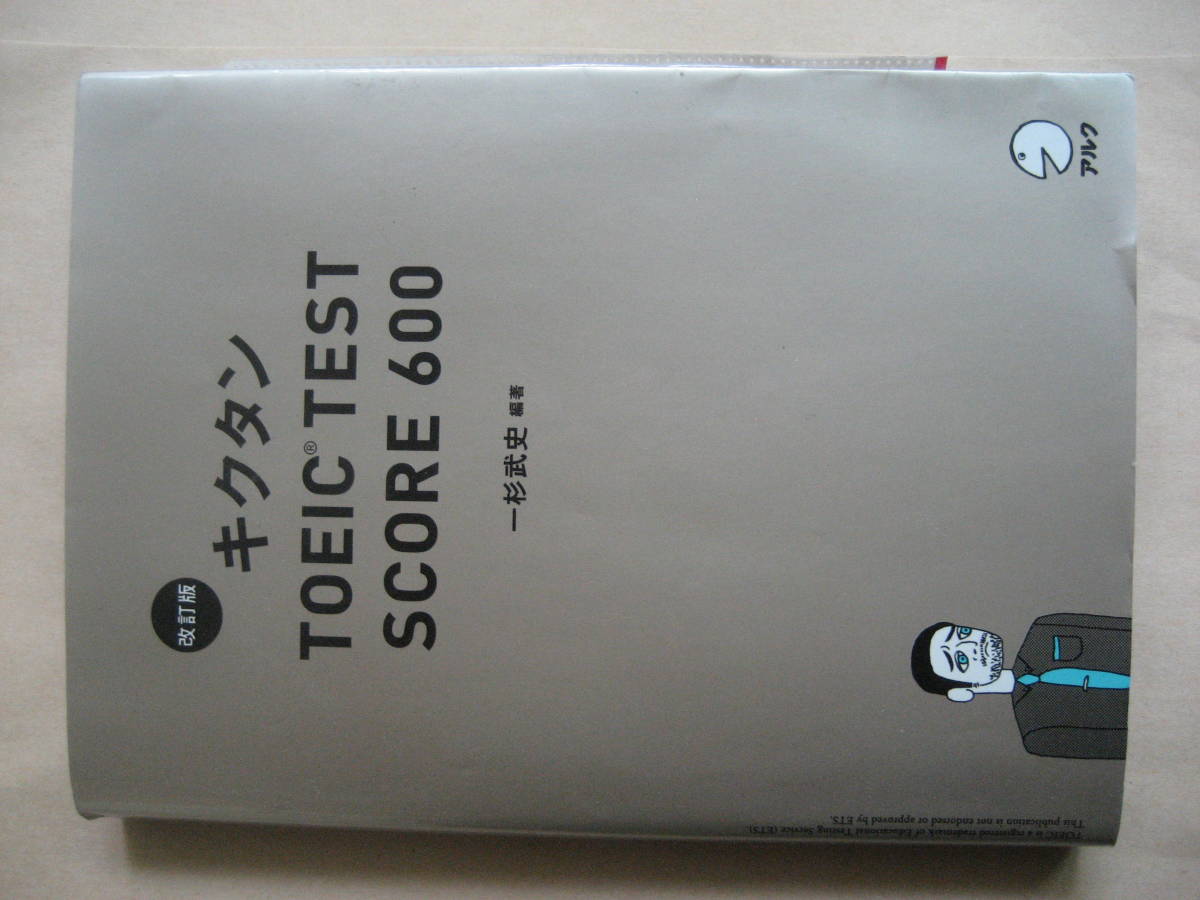 改訂版
キクタン
TOEIC® TEST
SCORE 600
一杉武史 編著
アルク
TOEIC is a registered trademark of Educational Testing Service (ETS).
This publication is not endorsed or approved by ETS.